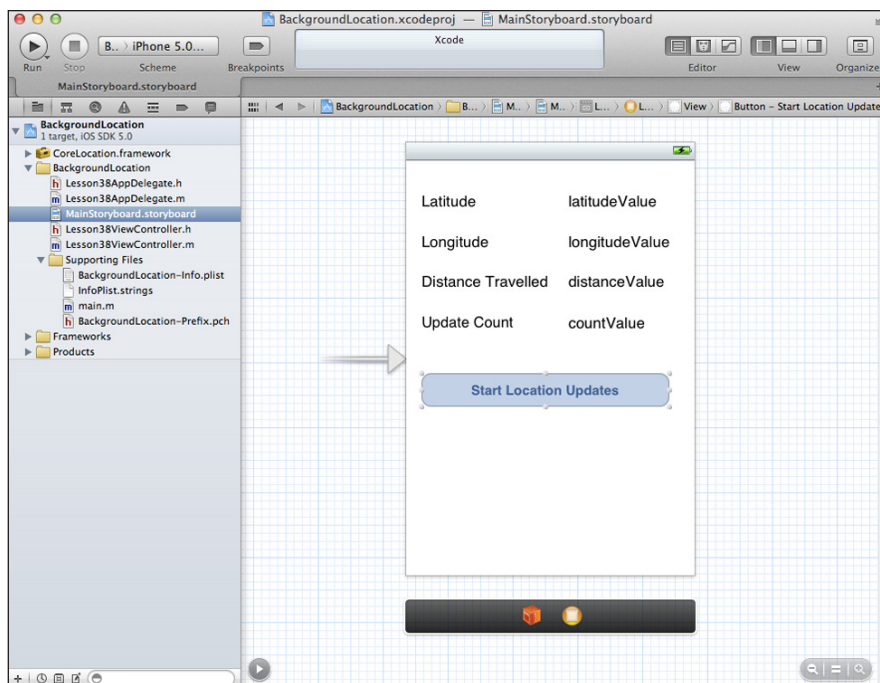 BackgroundLocation.xcodeproj — MainStoryboard.storyboard
B.. iPhone 5.0...
Xcode
Run Stop Scheme Breakpoints Editor View Organize
MainStoryboard.storyboard
BackgroundLocation B... M.. M.. L... L... View Button - Start Location Update
BackgroundLocation
1 target, iOS SDK 5.0
CoreLocation.framework
BackgroundLocation
h Lesson38AppDelegate.h
m Lesson38AppDelegate.m
MainStoryboard.storyboard
h Lesson38ViewController.h
m Lesson38ViewController.m
Supporting Files
BackgroundLocation-Info.plist
InfoPlist.strings
m main.m
h BackgroundLocation-Prefix.pch
Frameworks
Products
Latitude latitudeValue
Longitude longitudeValue
Distance Travelled distanceValue
Update Count countValue
Start Location Updates